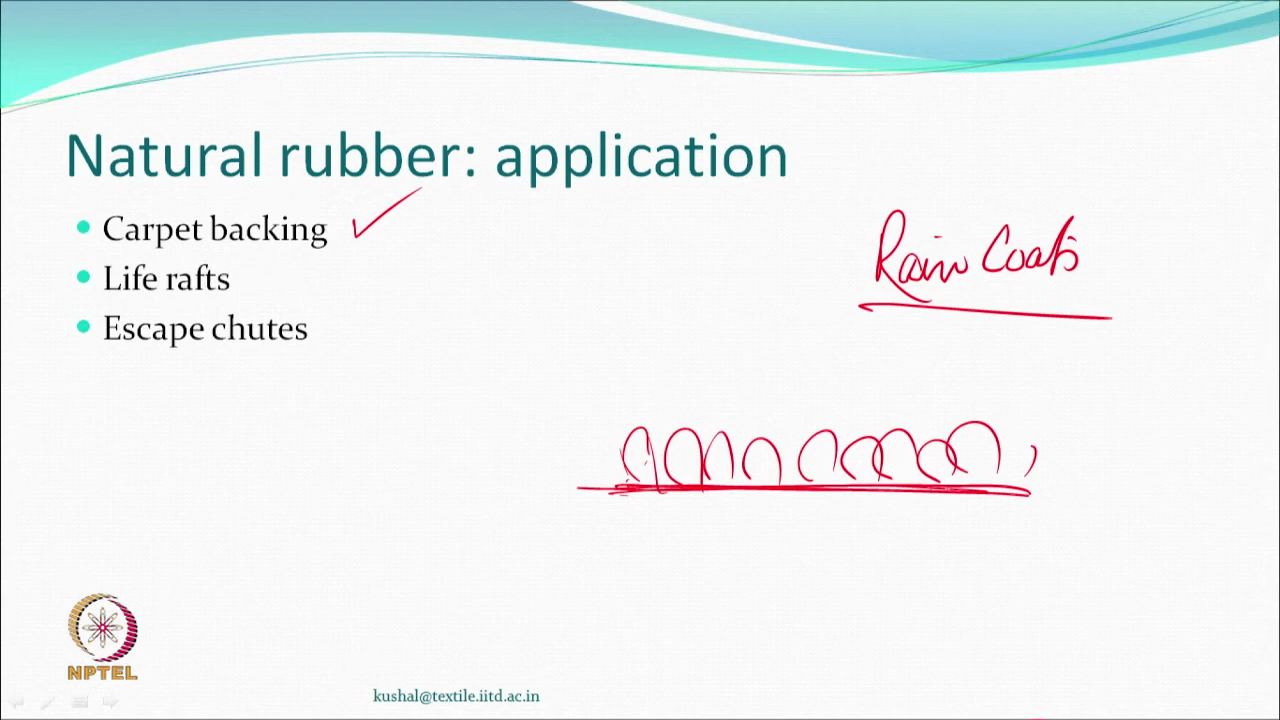 Natural rubber: application
Carpet backing
Life rafts
Escape chutes
Rain Coats
NPTEL
kushal@textile.iitd.ac.in